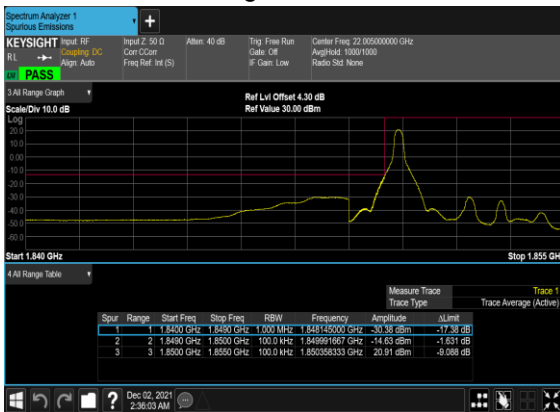 Spectrum Analyzer 1
Spurious Emissions
KEYSIGHT Input: RF Input Z: 50 Ω Atten: 40 dB Trig: Free Run Center Freq: 22.005000000 GHz
RL Coupling: DC Corr CCorr Gate: Off Avg|Hold: 1000/1000
Align: Auto Freq Ref: Int (S) IF Gain: Low Radio Std: None
PASS
3 All Range Graph Ref Lvl Offset 4.30 dB
Scale/Div 10.0 dB Ref Value 30.00 dBm
Log
20.0
10.0
0.00
-10.0
-20.0
-30.0
-40.0
-50.0
-60.0
Start 1.840 GHz Stop 1.855 GH
4 All Range Table
Measure Trace Trace 1
Trace Type Trace Average (Active)
Spur Range Start Freq Stop Freq RBW Frequency Amplitude ΔLimit
1 1 1.8400 GHz 1.8490 GHz 1.000 MHz 1.848145000 GHz -30.38 dBm -17.38 dB
2 2 1.8490 GHz 1.8500 GHz 100.0 kHz 1.849991667 GHz -14.63 dBm -1.631 dB
3 3 1.8500 GHz 1.8550 GHz 100.0 kHz 1.850358333 GHz 20.91 dBm -9.088 dB
? Dec 02, 2021
2:36:03 AM